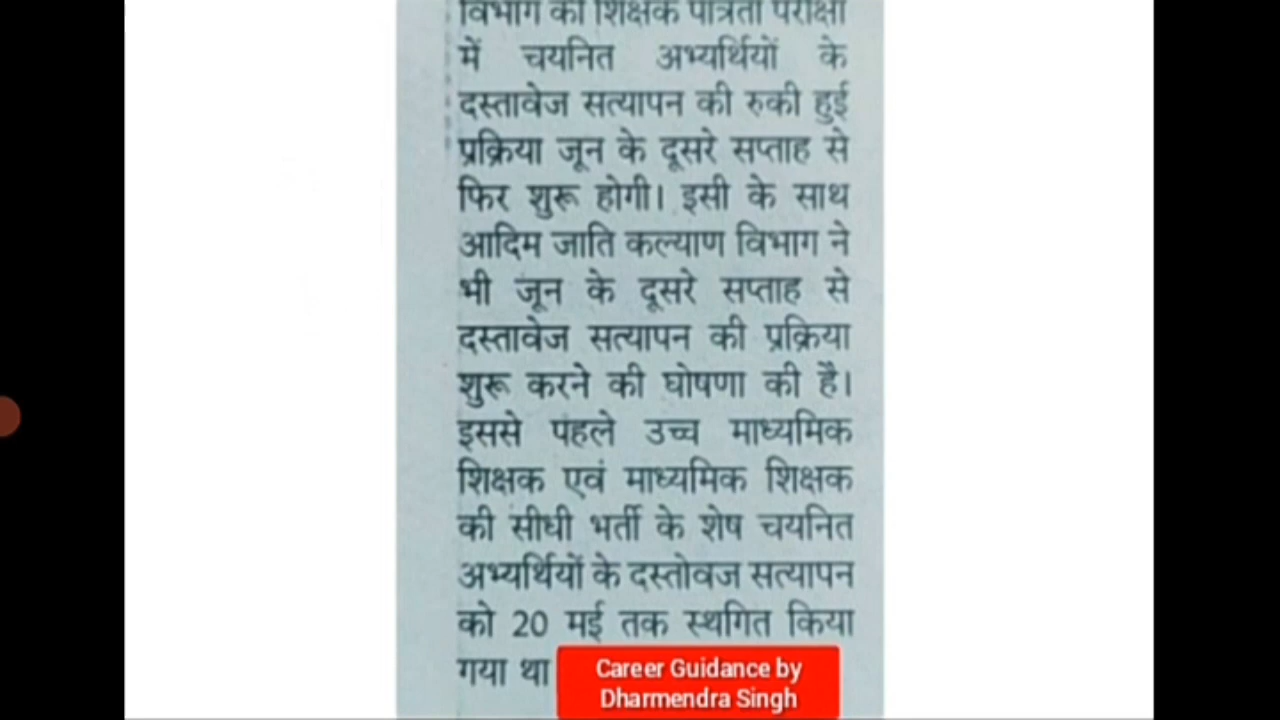 विभाग की शिक्षक पात्रता परीक्षा
में चयनित अभ्यर्थियों के
दस्तावेज सत्यापन की रुकी हुई
प्रक्रिया जून के दूसरे सप्ताह से
फिर शुरू होगी। इसी के साथ
आदिम जाति कल्याण विभाग ने
भी जून के दूसरे सप्ताह से
दस्तावेज सत्यापन की प्रक्रिया
शुरू करने की घोषणा की है।
इससे पहले उच्च माध्यमिक
शिक्षक एवं माध्यमिक शिक्षक
की सीधी भर्ती के शेष चयनित
अभ्यर्थियों के दस्तोवज सत्यापन
को 20 मई तक स्थगित किया
गया था
Career Guidance by
Dharmendra Singh